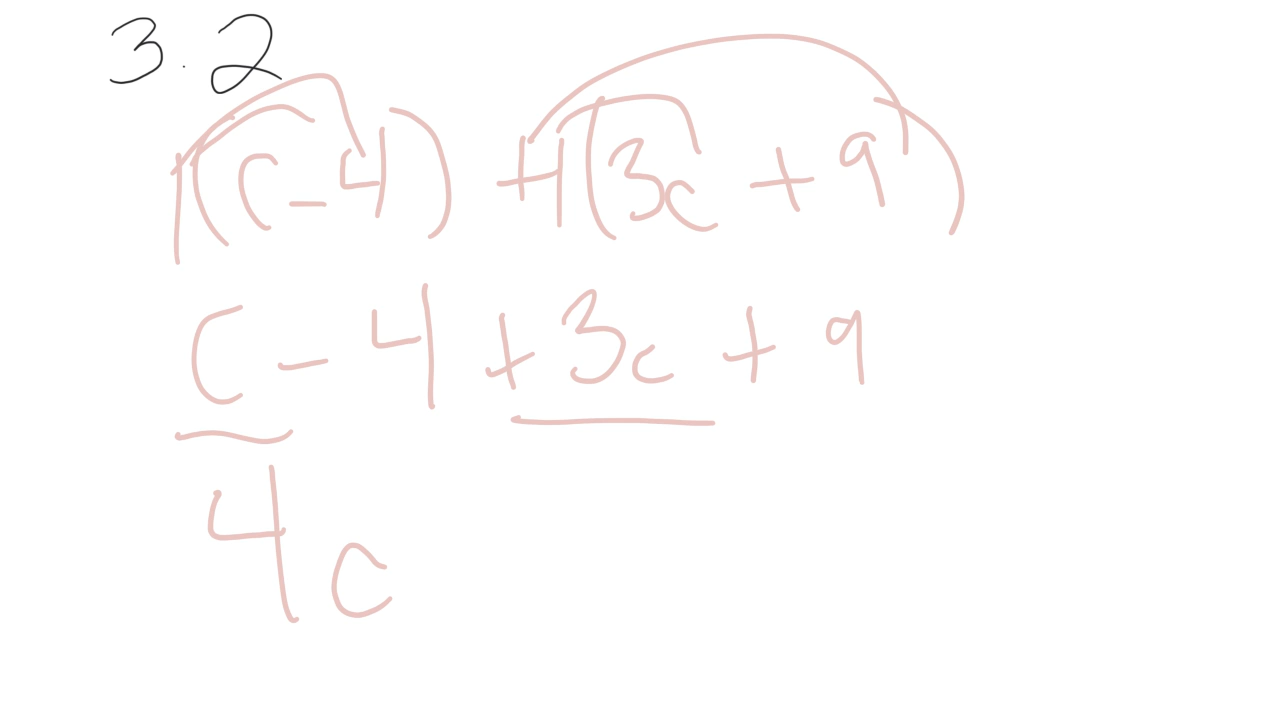 3.2
1(c-4) +1(3c + 9)
c - 4 + 3c + 9
4c